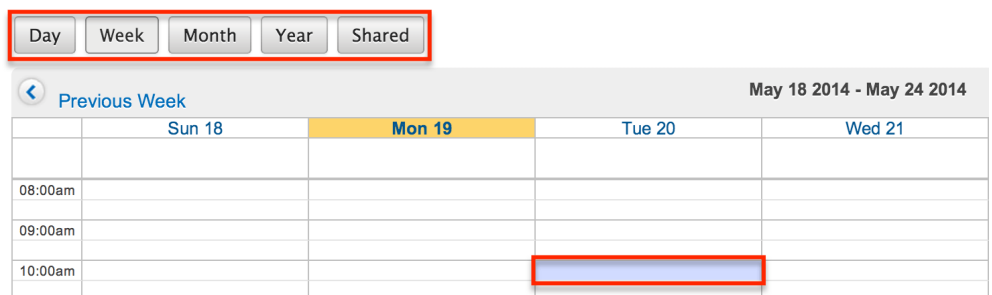 Day Week Month Year Shared
Previous Week May 18 2014 - May 24 2014
Sun 18 Mon 19 Tue 20 Wed 21
08:00am
09:00am
10:00am